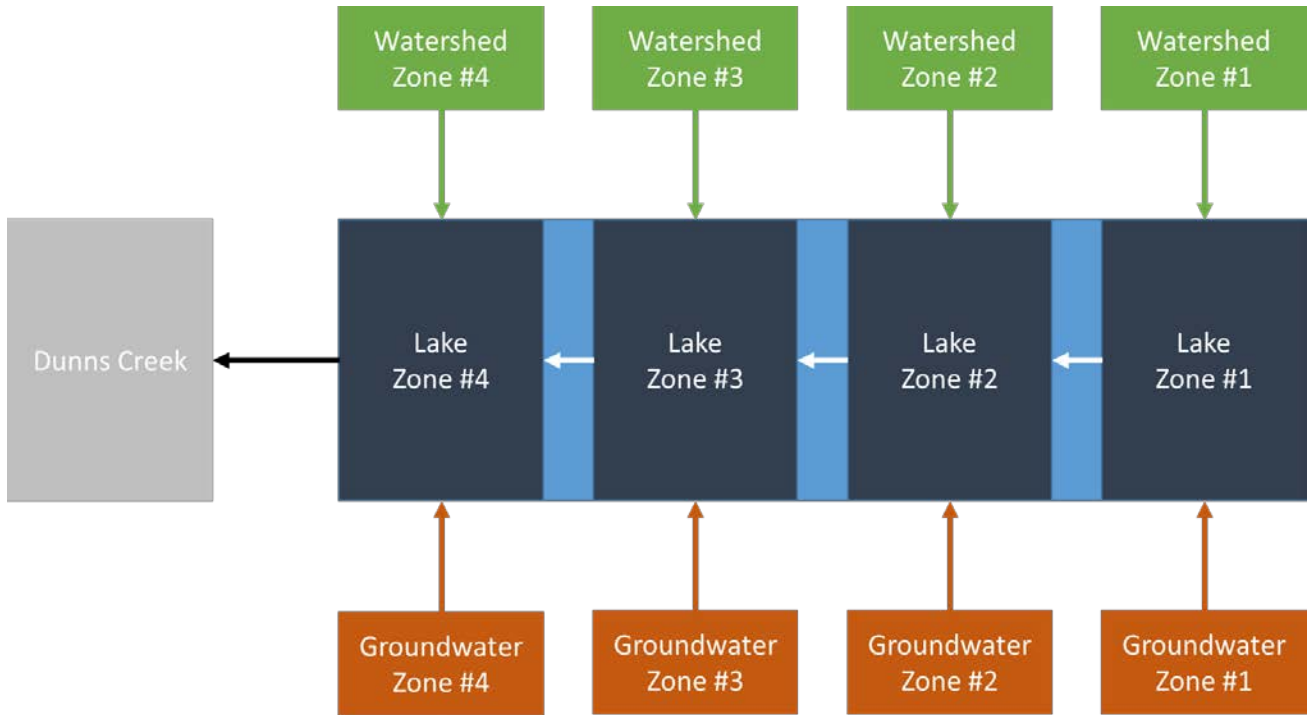 Watershed
Zone #4
Watershed
Zone #3
Watershed
Zone #2
Watershed
Zone #1
Dunns Creek
Lake
Zone #4
Lake
Zone #3
Lake
Zone #2
Lake
Zone #1
Groundwater
Zone #4
Groundwater
Zone #3
Groundwater
Zone #2
Groundwater
Zone #1